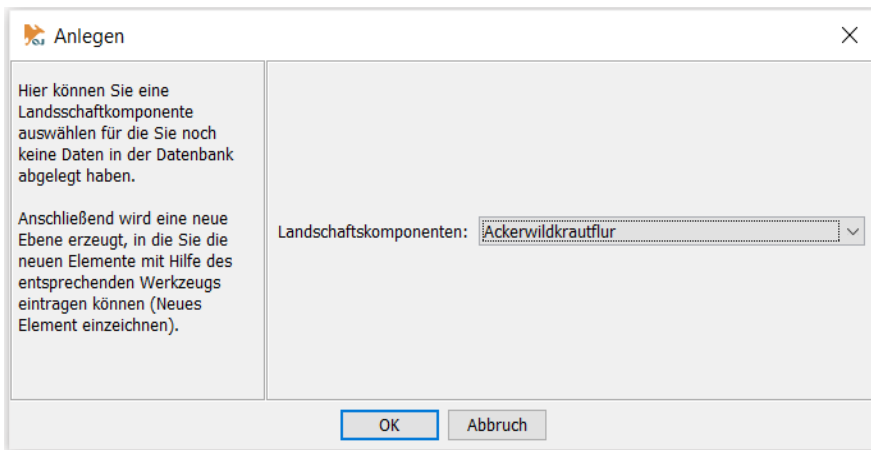 Anlegen
Hier können Sie eine
Landsschaftkomponente
auswählen für die Sie noch
keine Daten in der Datenbank
abgelegt haben.
Anschließend wird eine neue
Ebene erzeugt, in die Sie die
neuen Elemente mit Hilfe des
entsprechenden Werkzeugs
eintragen können (Neues
Element einzeichnen).
Landschaftskomponenten: Ackerwildkrautflur
OK Abbruch